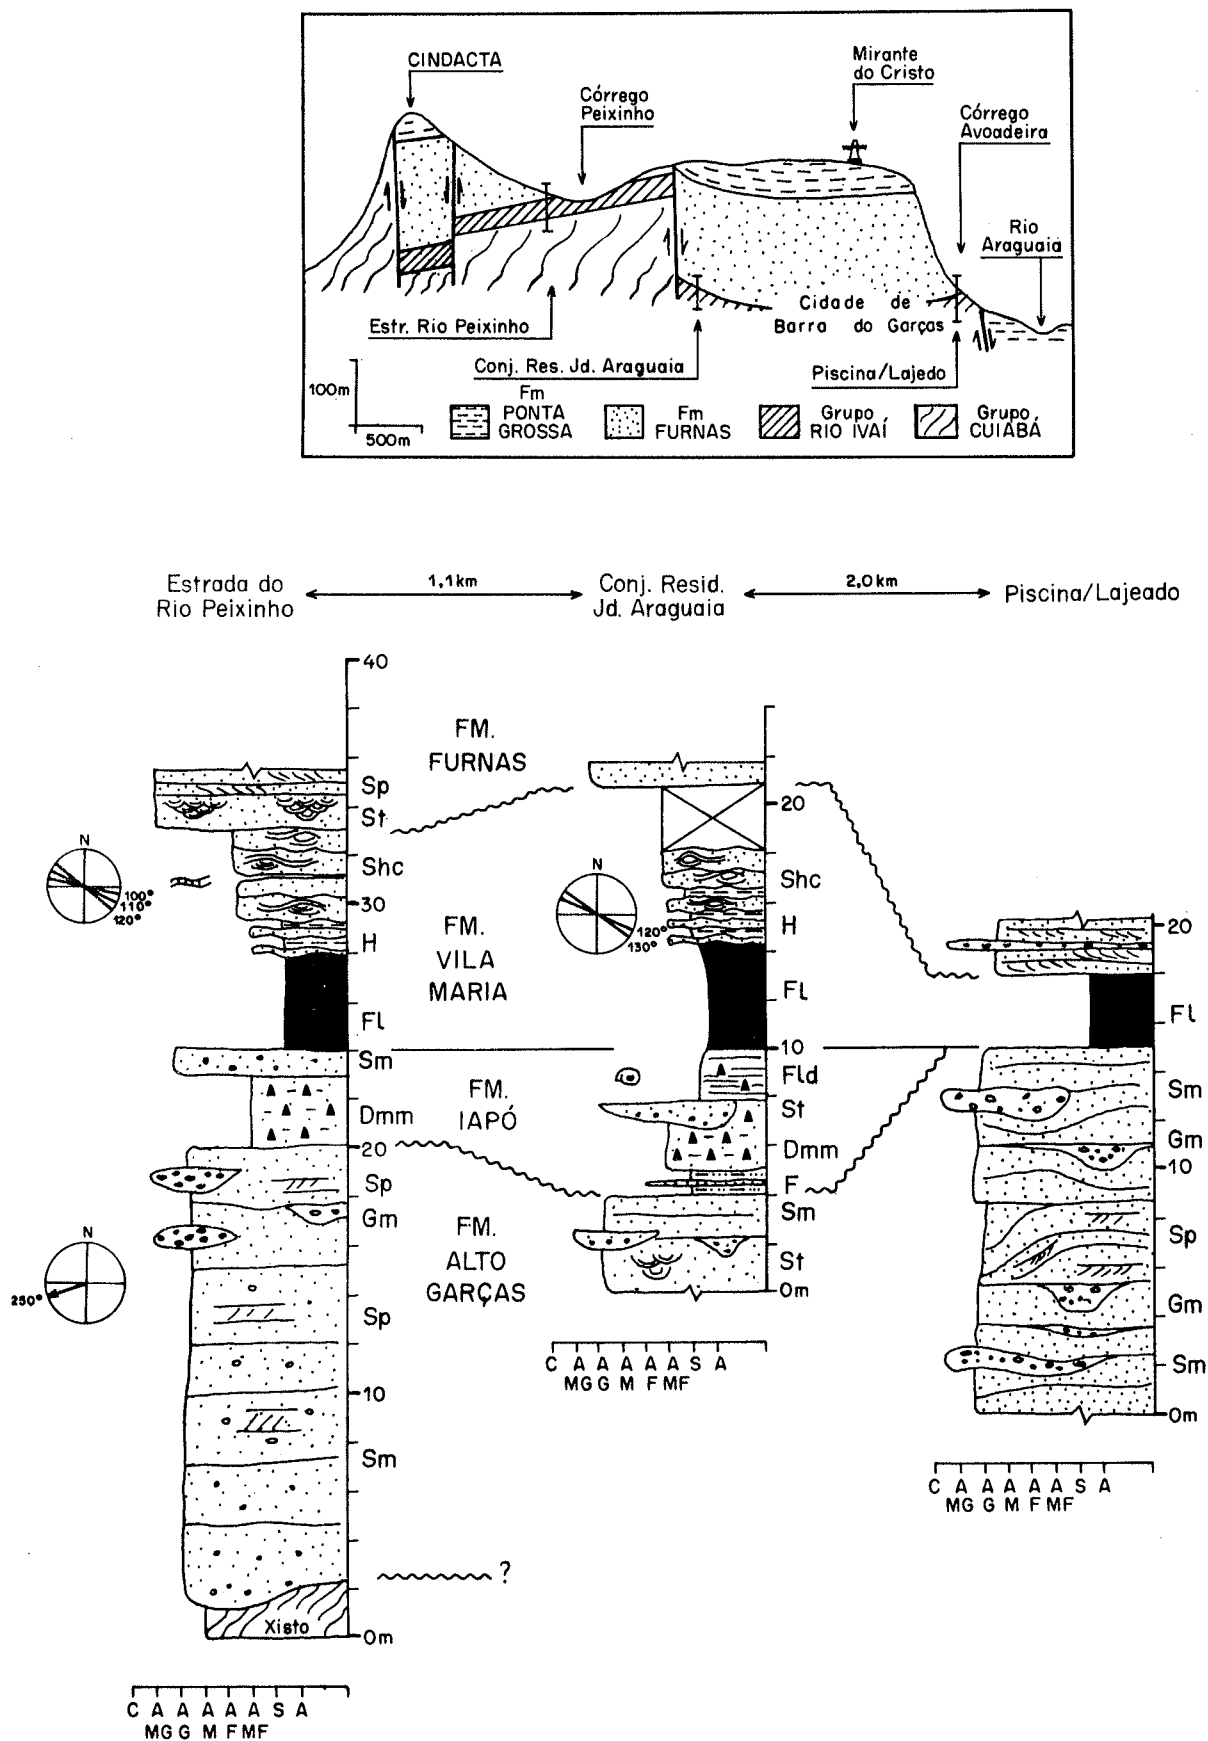 CINDACTA
Mirante
do Cristo
Córrego
Peixinho
Córrego
Avoadeira
Rio
Araguaia
Cidade de
Barra do Garças
Estr. Rio Peixinho
Conj. Res. Jd. Araguaia
Piscina/Lajedo
100m
500m
Fm
PONTA
GROSSA
Fm
FURNAS
Grupo
RIO IVAÍ
Grupo
CUIABÁ
Estrada do
Rio Peixinho
1,1km
Conj. Resid.
Jd. Araguaia
2,0km
Piscina/Lajeado
40
Sp
St
Shc
30
H
Fl
Sm
Dmm
20
Sp
Gm
Sp
10
Sm
0m
Xisto
N
100°
110°
120°
N
250°
C A A A A A S A
MG G M F MF
FM.
FURNAS
FM.
VILA
MARIA
FM.
IAPÓ
FM.
ALTO
GARÇAS
?
20
Shc
H
Fl
10
Fld
St
Dmm
F
Sm
St
0m
N
120°
130°
C A A A A A S A
MG G M F MF
20
Fl
Sm
Gm
10
Sp
Gm
Sm
0m
C A A A A A S A
MG G M F MF